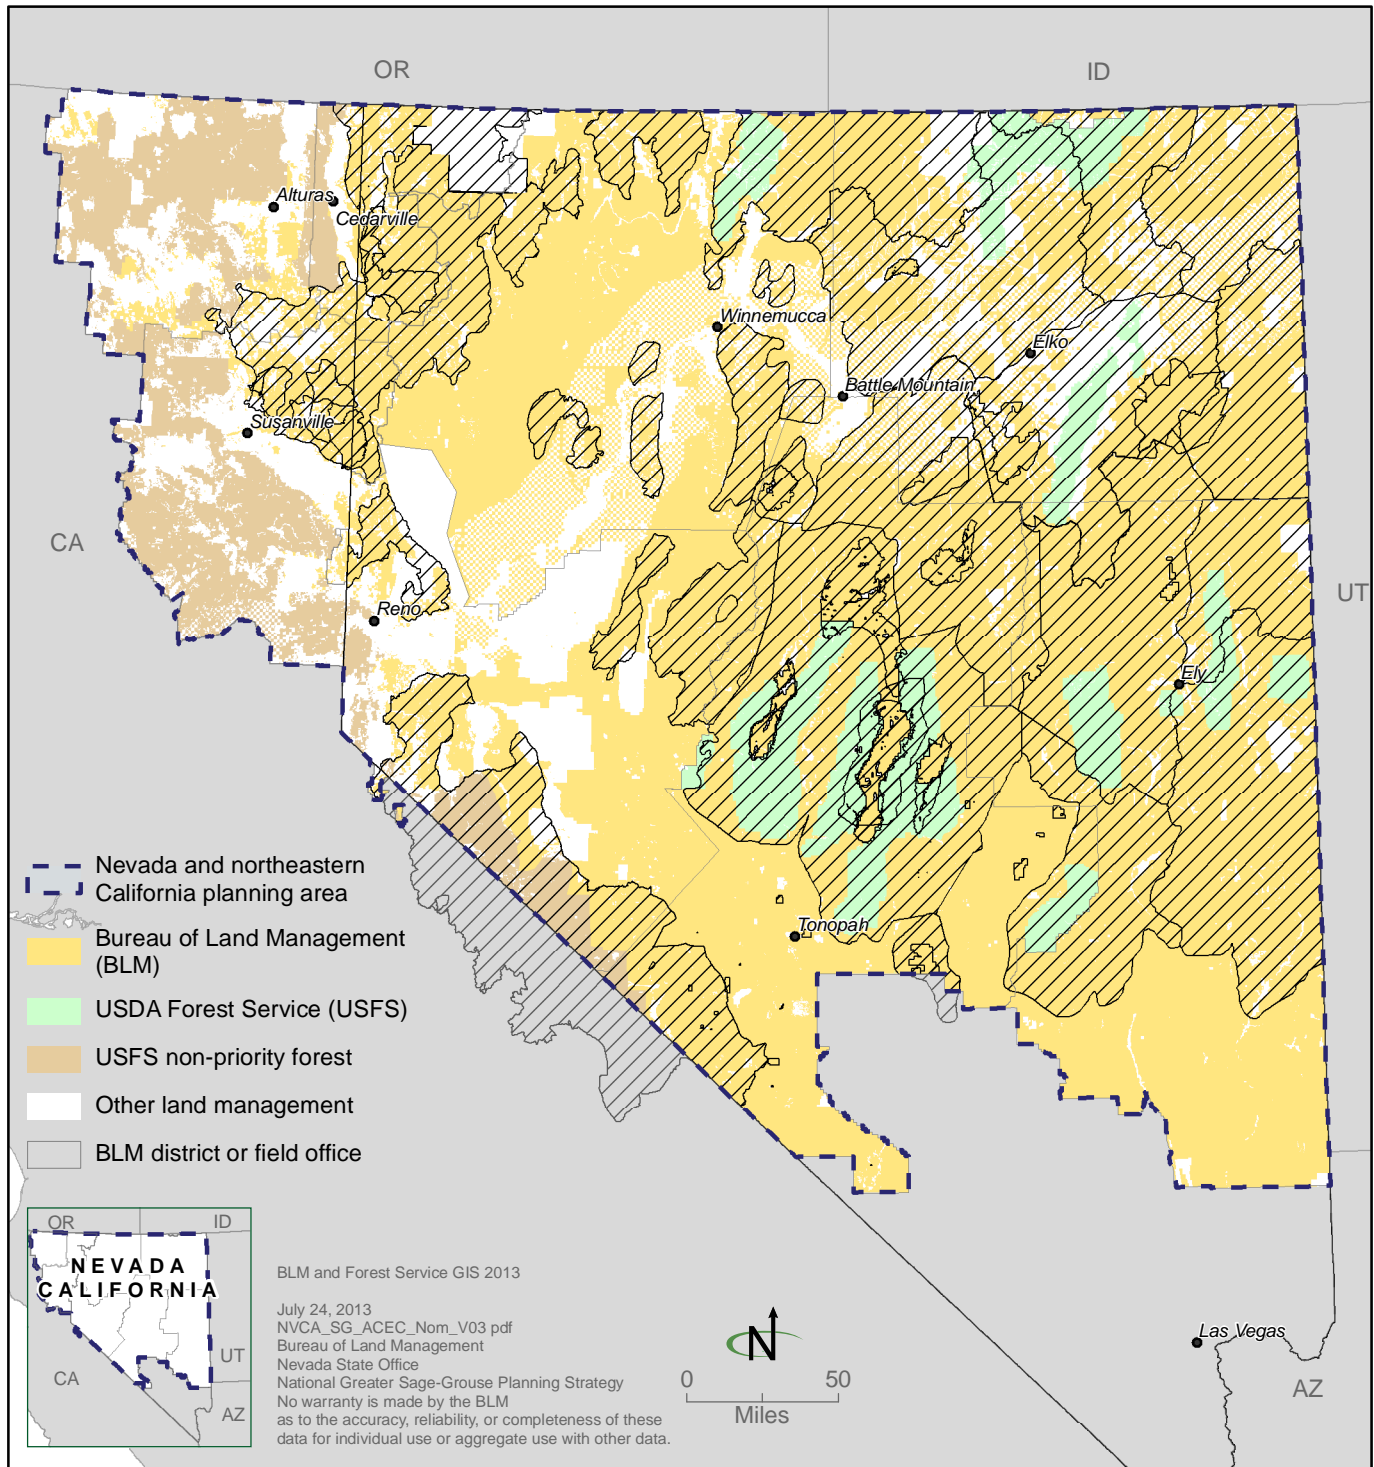 OR
ID
Alturas
Cedarville
Winnemucca
Elko
Battle Mountain
Susanville
CA
UT
Reno
Ely
Tonopah
Nevada and northeastern
California planning area
Bureau of Land Management
(BLM)
USDA Forest Service (USFS)
USFS non-priority forest
Other land management
BLM district or field office
OR
ID
NEVADA
CALIFORNIA
UT
CA
AZ
BLM and Forest Service GIS 2013
July 24, 2013
NVCA_SG_ACEC_Nom_V03 pdf
Bureau of Land Management
Nevada State Office
National Greater Sage-Grouse Planning Strategy
No warranty is made by the BLM
as to the accuracy, reliability, or completeness of these
data for individual use or aggregate use with other data.
N
0 50
Miles
Las Vegas
AZ